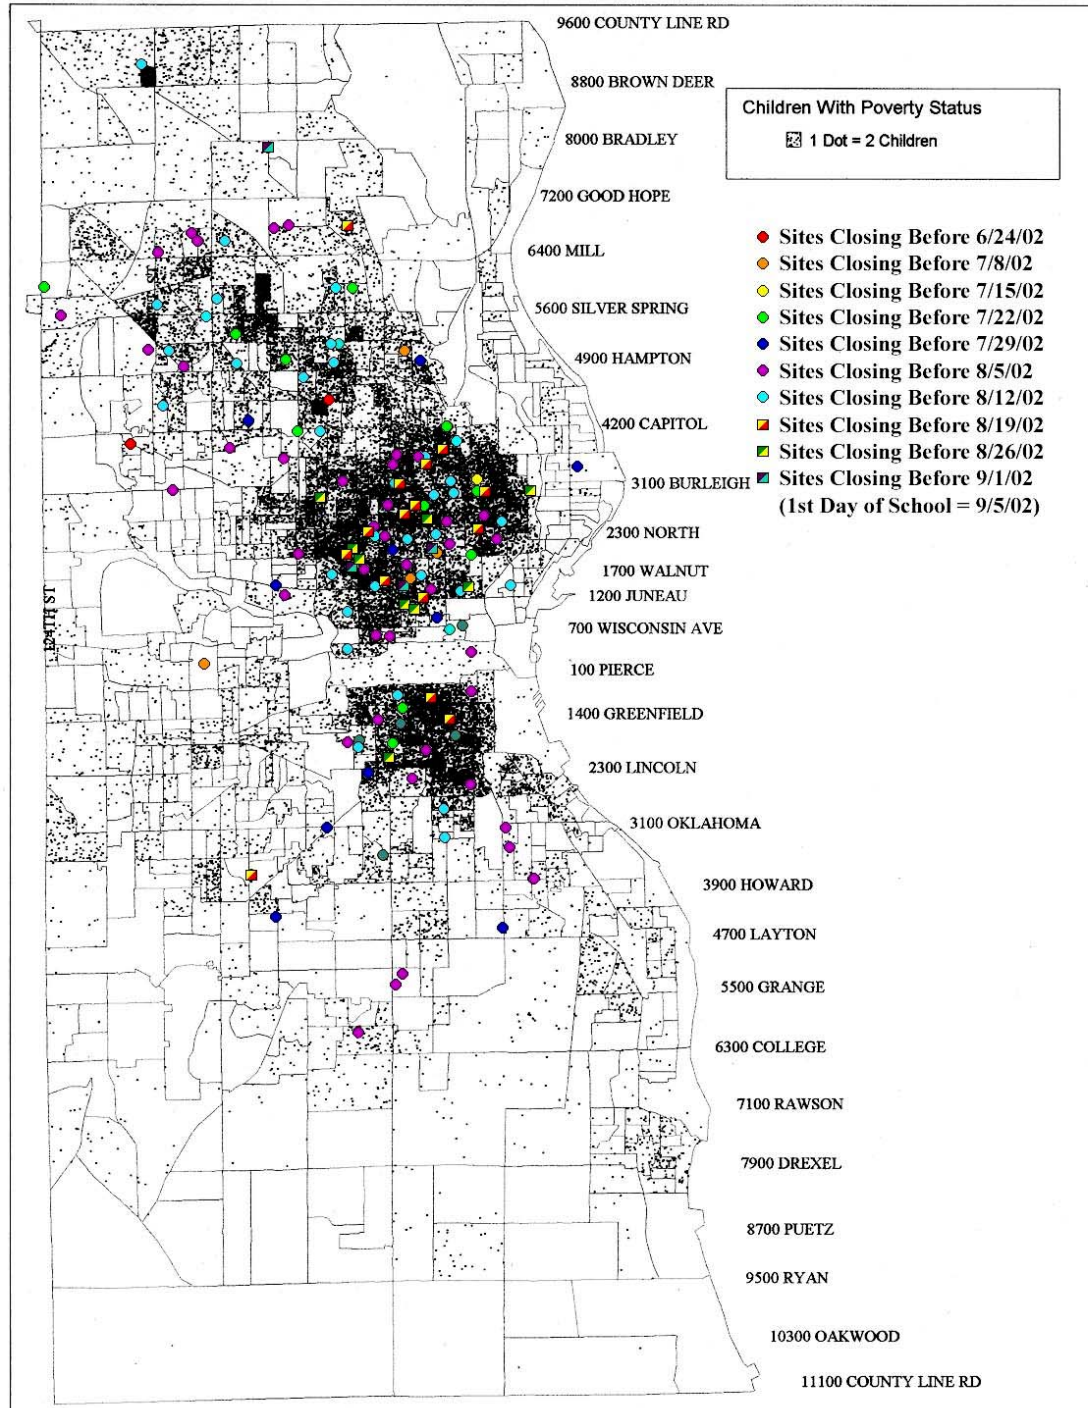 9600 COUNTY LINE RD
8800 BROWN DEER
Children With Poverty Status
1 Dot = 2 Children
8000 BRADLEY
7200 GOOD HOPE
6400 MILL
5600 SILVER SPRING
4900 HAMPTON
4200 CAPITOL
3100 BURLEIGH
2300 NORTH
1700 WALNUT
1200 JUNEAU
700 WISCONSIN AVE
100 PIERCE
1400 GREENFIELD
2300 LINCOLN
3100 OKLAHOMA
3900 HOWARD
4700 LAYTON
5500 GRANGE
6300 COLLEGE
7100 RAWSON
7900 DREXEL
8700 PUETZ
9500 RYAN
10300 OAKWOOD
11100 COUNTY LINE RD
Sites Closing Before 6/24/02
Sites Closing Before 7/8/02
Sites Closing Before 7/15/02
Sites Closing Before 7/22/02
Sites Closing Before 7/29/02
Sites Closing Before 8/5/02
Sites Closing Before 8/12/02
Sites Closing Before 8/19/02
Sites Closing Before 8/26/02
Sites Closing Before 9/1/02
(1st Day of School = 9/5/02)
124TH ST